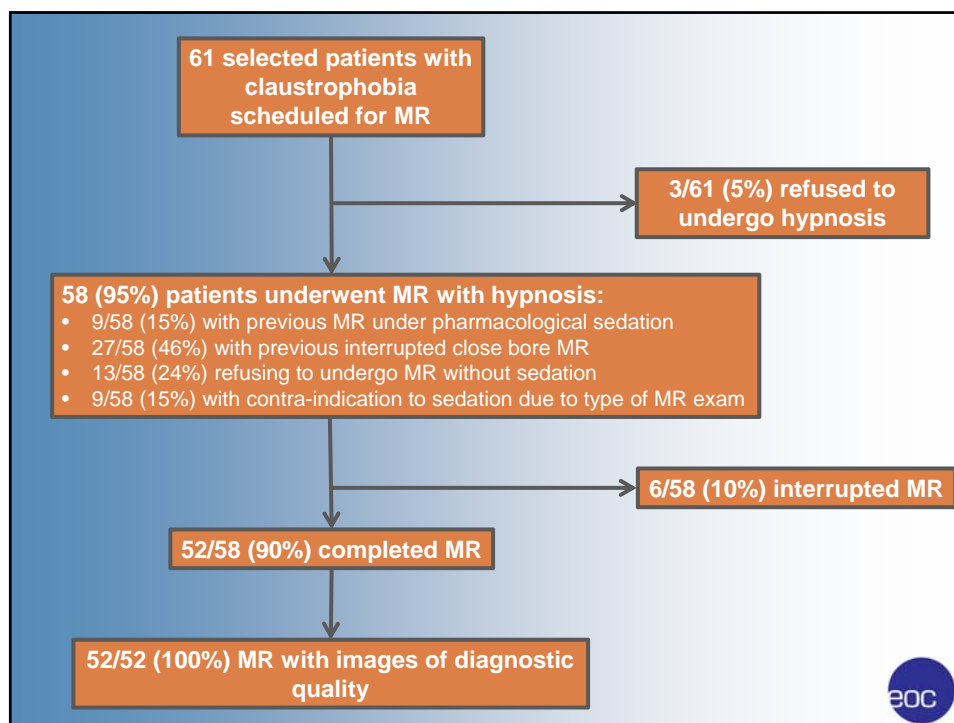 61 selected patients with
claustrophobia
scheduled for MR
3/61 (5%) refused to
undergo hypnosis
58 (95%) patients underwent MR with hypnosis:
• 9/58 (15%) with previous MR under pharmacological sedation
• 27/58 (46%) with previous interrupted close bore MR
• 13/58 (24%) refusing to undergo MR without sedation
• 9/58 (15%) with contra-indication to sedation due to type of MR exam
6/58 (10%) interrupted MR
52/58 (90%) completed MR
52/52 (100%) MR with images of diagnostic
quality
eoc